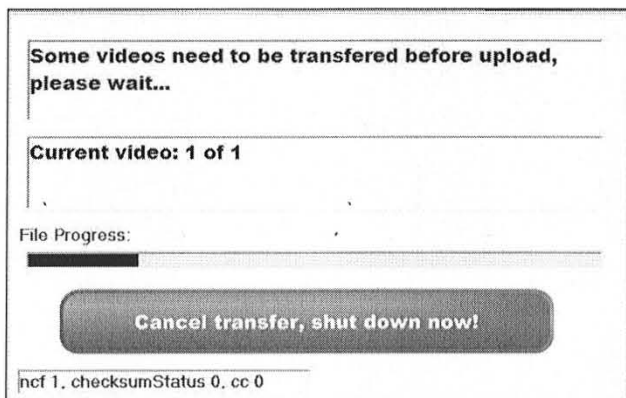 Some videos need to be transfered before upload,
please wait...
Current video: 1 of 1
File Progress:
Cancel transfer, shut down now!
ncf 1, checksumStatus 0, cc 0